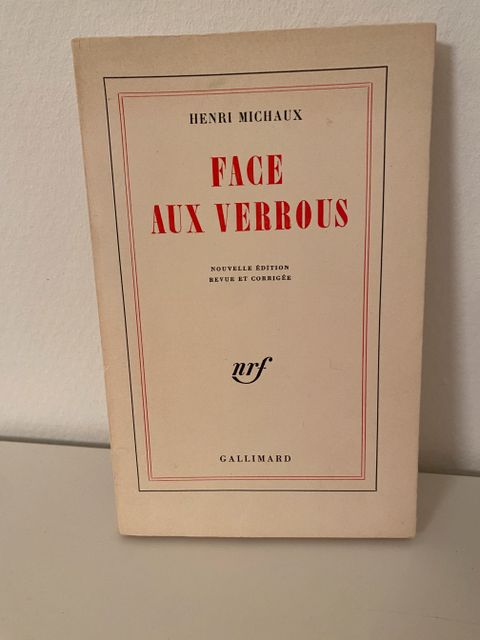 HENRI MICHAUX
FACE
AUX VERROUS
NOUVELLE ÉDITION
REVUE ET CORRIGÉE
nrf
GALLIMARD